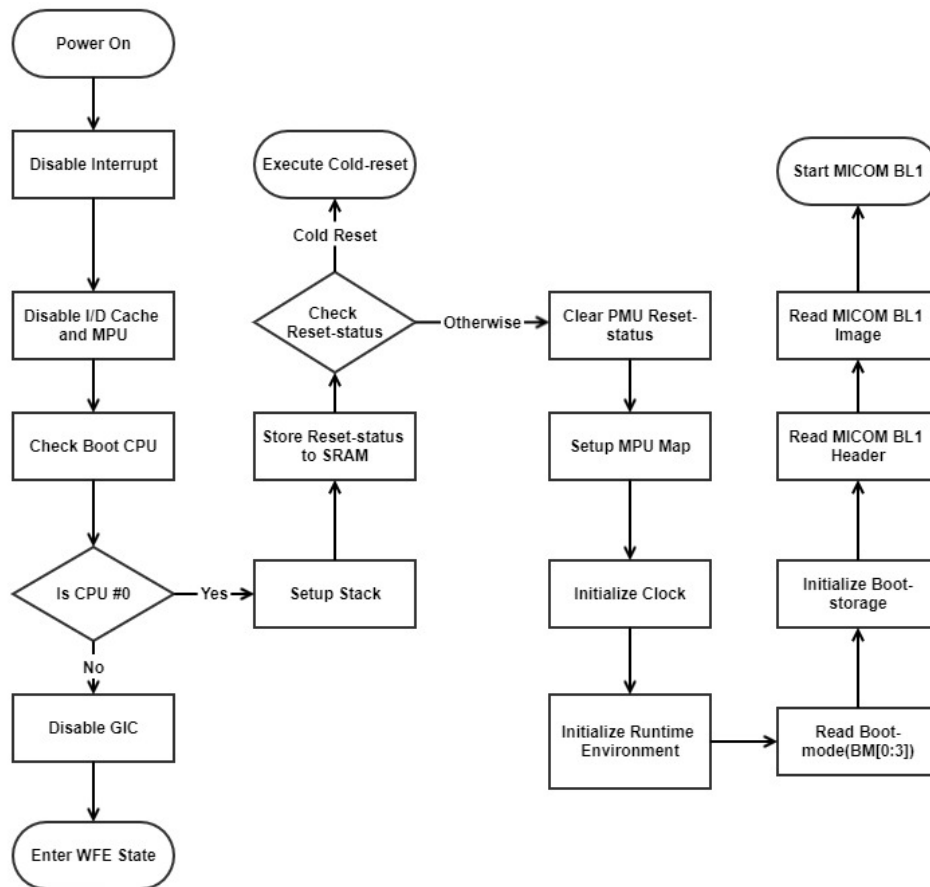 Power On
Disable Interrupt
Disable I/D Cache
and MPU
Check Boot CPU
Is CPU #0
Yes
No
Disable GIC
Enter WFE State
Setup Stack
Store Reset-status
to SRAM
Check
Reset-status
Cold Reset
Execute Cold-reset
Otherwise
Clear PMU Reset-
status
Setup MPU Map
Initialize Clock
Initialize Runtime
Environment
Read Boot-
mode(BM[0:3])
Initialize Boot-
storage
Read MICOM BL1
Header
Read MICOM BL1
Image
Start MICOM BL1